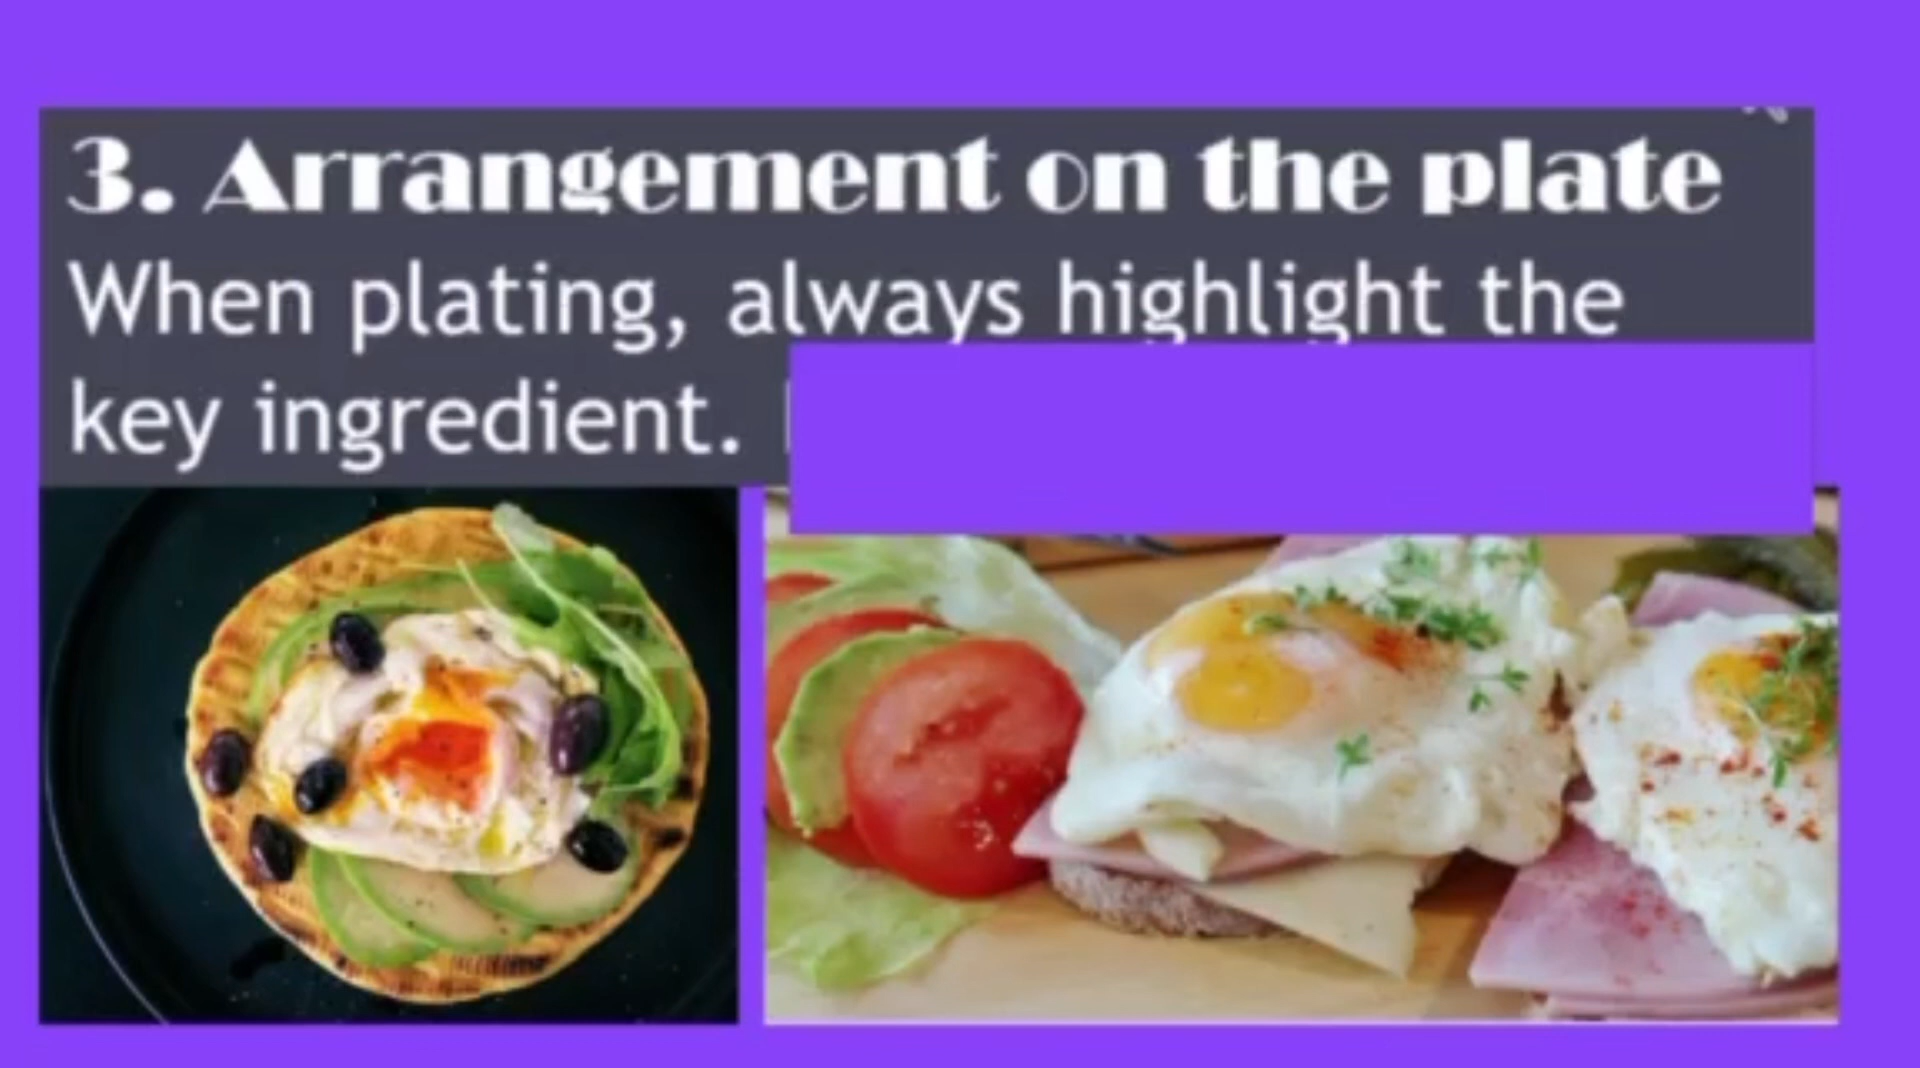 3. Arrangement on the plate
When plating, always highlight the
key ingredient.